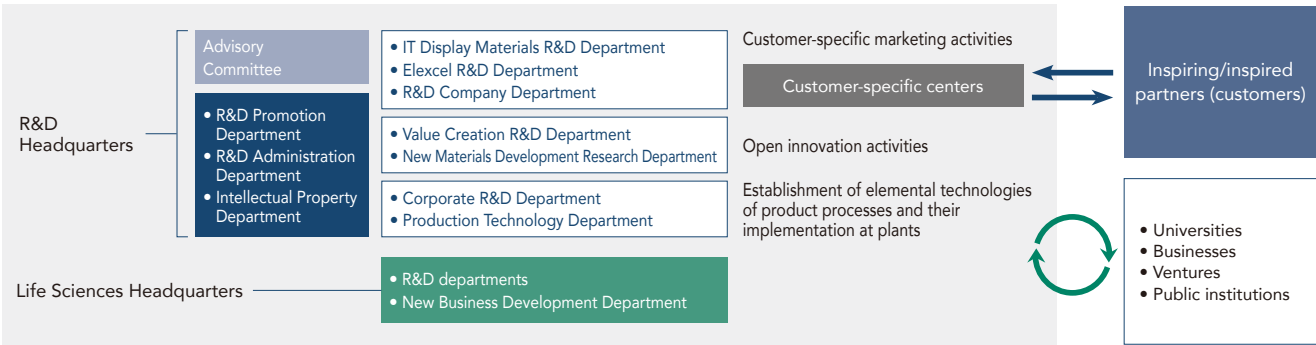 R&D
Headquarters
Advisory
Committee
• R&D Promotion
Department
• R&D Administration
Department
• Intellectual Property
Department
• IT Display Materials R&D Department
• Elexcel R&D Department
• R&D Company Department
• Value Creation R&D Department
• New Materials Development Research Department
• Corporate R&D Department
• Production Technology Department
Customer-specific marketing activities
Customer-specific centers
Open innovation activities
Establishment of elemental technologies
of product processes and their
implementation at plants
Inspiring/inspired
partners (customers)
• Universities
• Businesses
• Ventures
• Public institutions
Life Sciences Headquarters
• R&D departments
• New Business Development Department